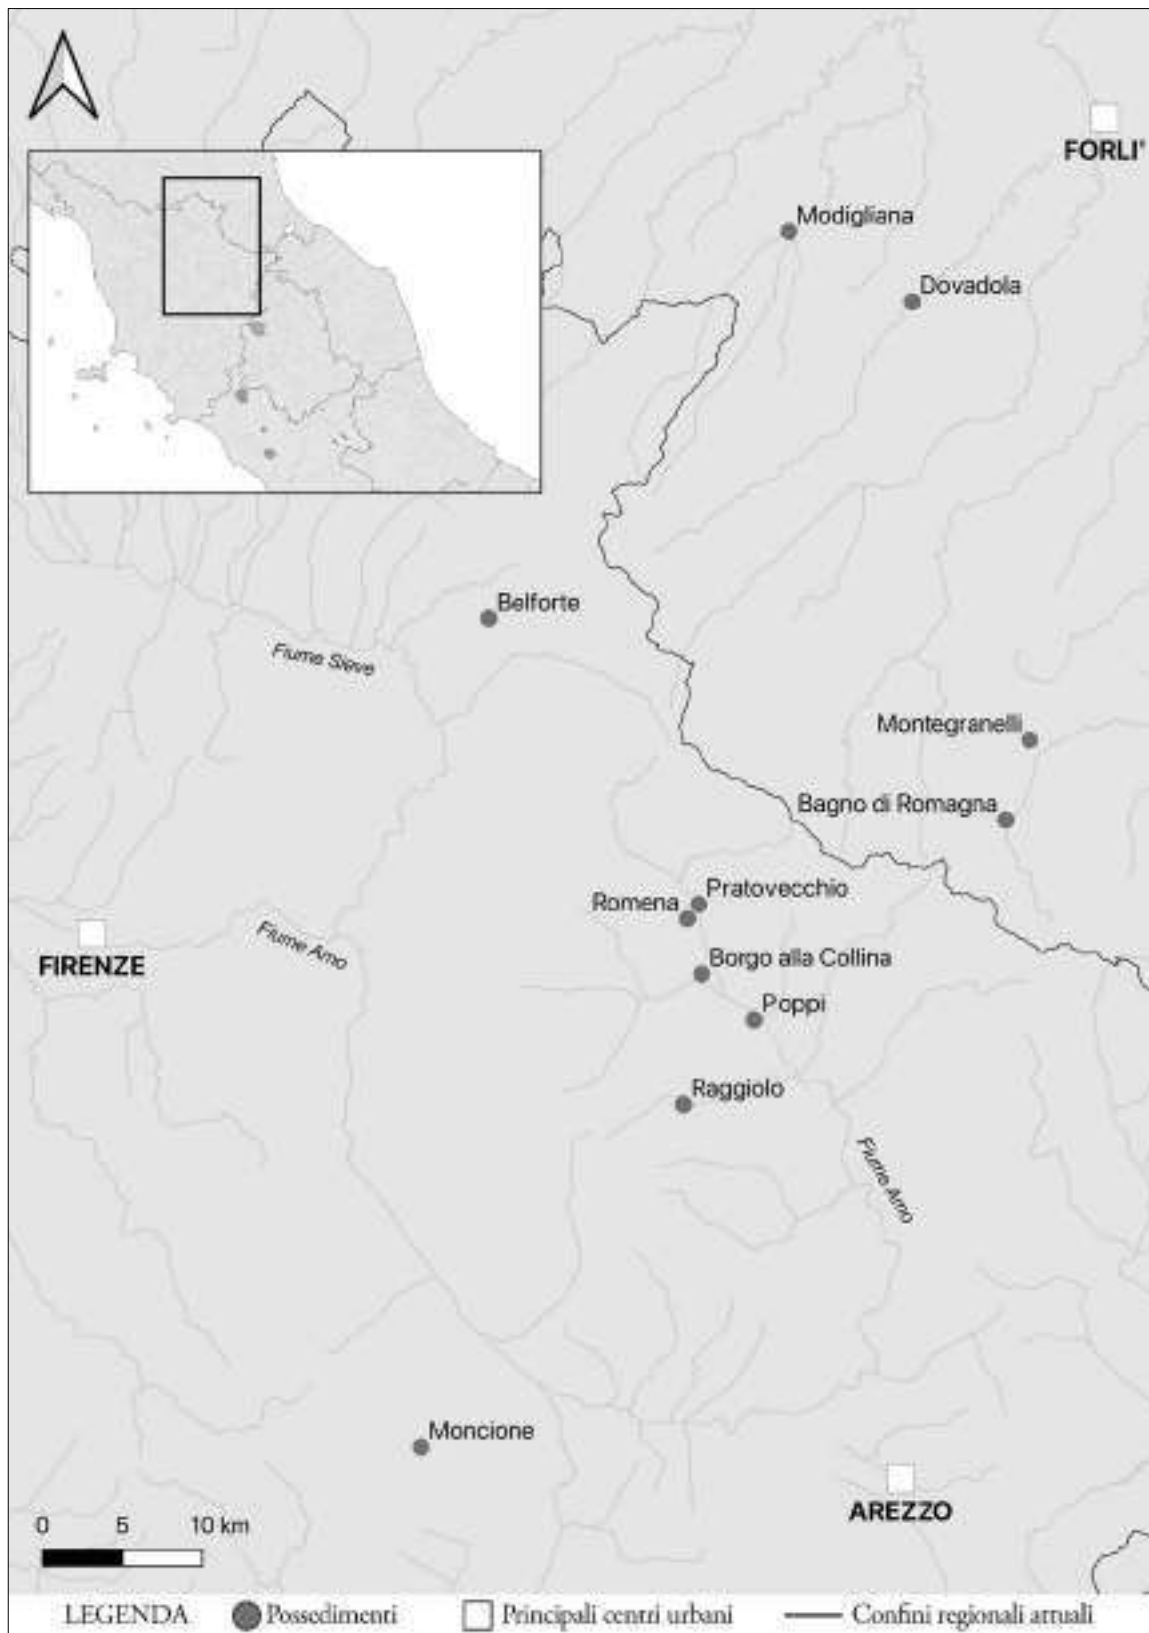 FORLI'
Modigliana
Dovadola
Belforte
Fiume Sieve
Montegranelli
Bagno di Romagna
Pratovecchio
Romena
Fiume Arno
FIRENZE
Borgo alla Collina
Poppi
Raggiolo
Fiume Arno
Moncione
AREZZO
0 5 10 km
LEGENDA Possedimenti Principali centri urbani Confini regionali attuali